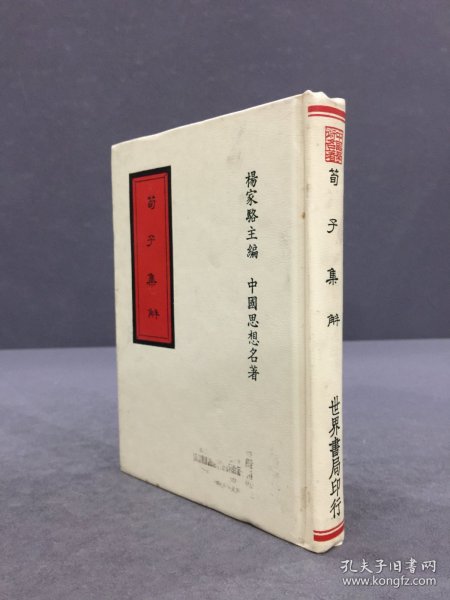 荀子集解
楊家駱主編 中國思想名著
荀子集解
世界書局印行
孔夫子旧书网
www.kongfz.com